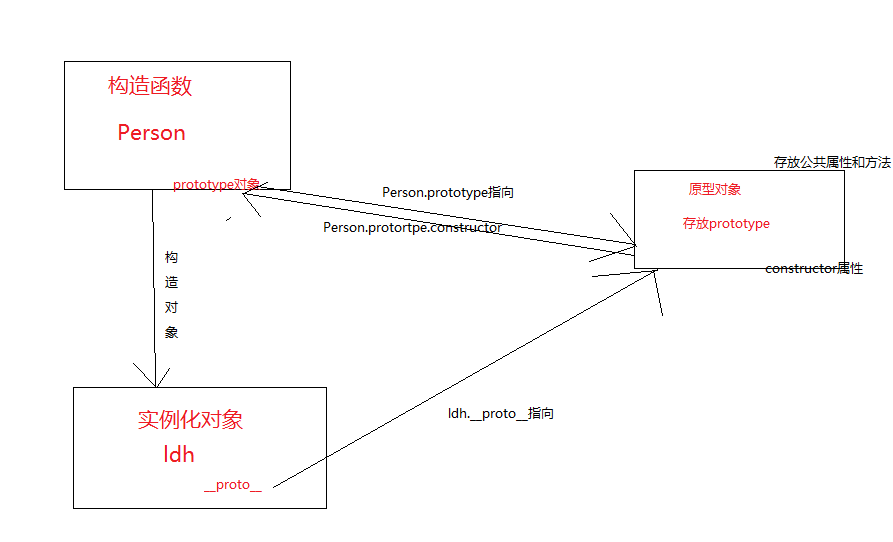 构造函数
Person
prototype对象
存放公共属性和方法
原型对象
存放prototype
constructor属性
Person.prototype指向
Person.protortpe.constructor
构
造
对
象
实例化对象
ldh
__proto__
ldh.__proto__指向